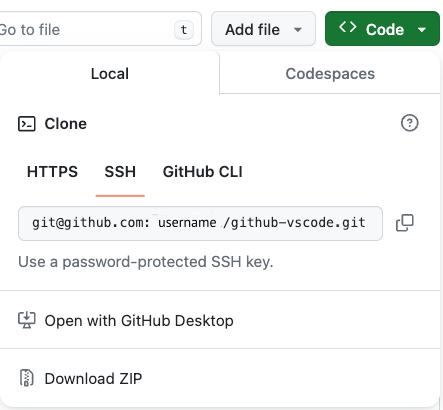 Go to file t Add file <> Code
Local Codespaces
Clone
HTTPS SSH GitHub CLI
git@github.com: username /github-vscode.git
Use a password-protected SSH key.
Open with GitHub Desktop
Download ZIP